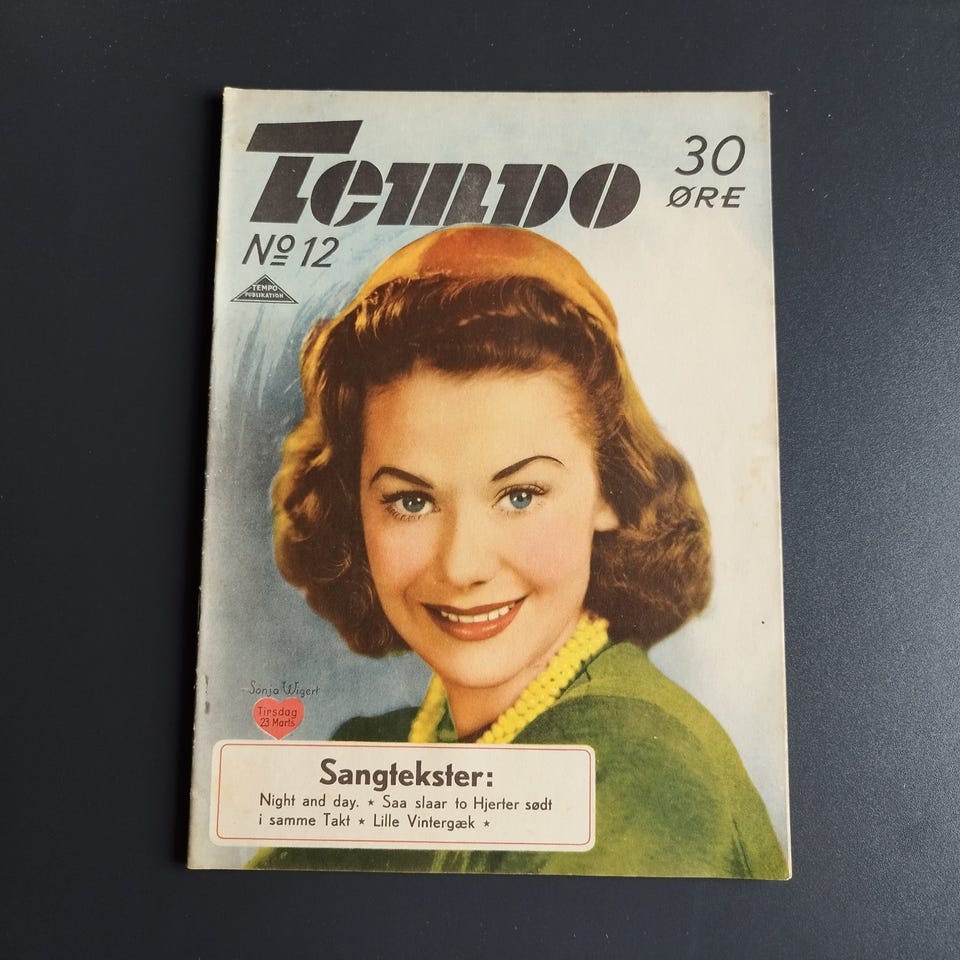 Tempo
30
ØRE
Nº 12
TEMPO
PUBLIKATION
Sonja Wigert
Tirsdag
23 Marts
Sangtekster:
Night and day. ★ Saa slaar to Hjerter sødt
i samme Takt ★ Lille Vintergæk ★